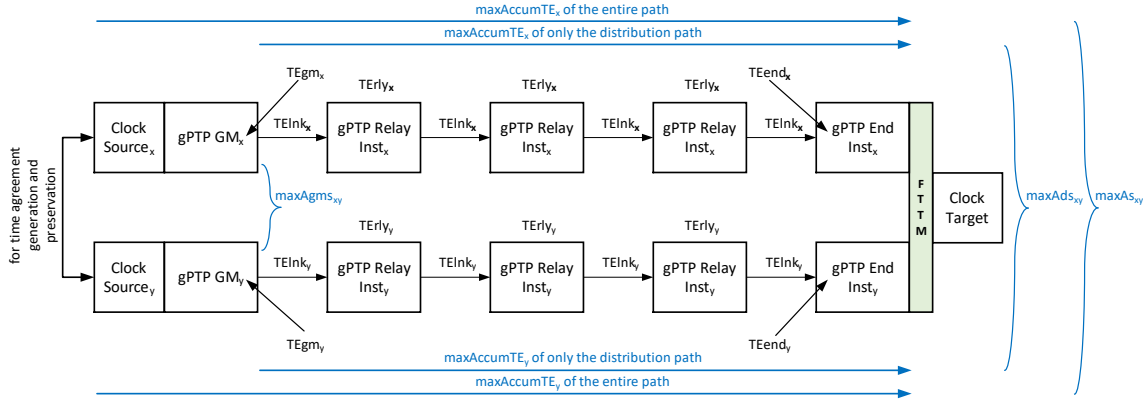 maxAccumTEx of the entire path
maxAccumTEx of only the distribution path
TEgmx
TErlyx
TErlyx
TErlyx
TEendx
Clock
Sourcex
gPTP GMx
TElnkx
gPTP Relay
Instx
TElnkx
gPTP Relay
Instx
TElnkx
gPTP Relay
Instx
TElnkx
gPTP End
Instx
for time agreement
generation and
preservation
maxAgmsxy
F
T
T
M
Clock
Target
maxAdsxy
maxAsxy
TErlyy
TErlyy
TErlyy
Clock
Sourcey
gPTP GMy
TElnky
gPTP Relay
Insty
TElnky
gPTP Relay
Insty
TElnky
gPTP Relay
Insty
TElnky
gPTP End
Insty
TEgmy
TEendy
maxAccumTEy of only the distribution path
maxAccumTEy of the entire path